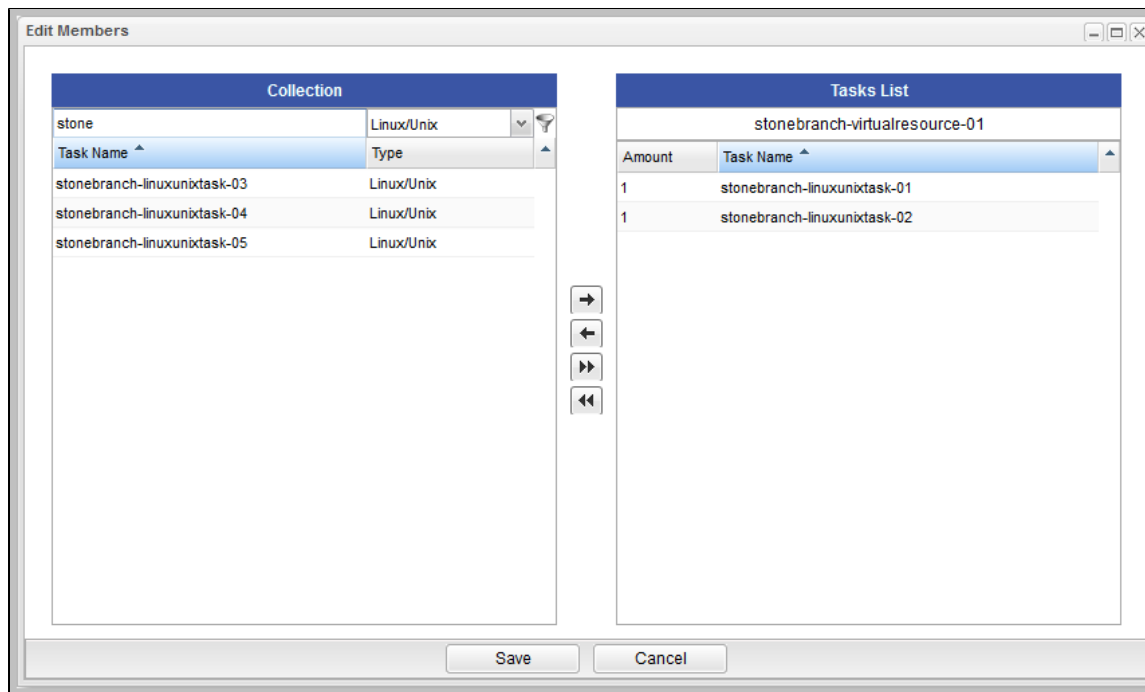 Edit Members
Collection
stone Linux/Unix
Task Name Type
stonebranch-linuxunixtask-03 Linux/Unix
stonebranch-linuxunixtask-04 Linux/Unix
stonebranch-linuxunixtask-05 Linux/Unix
Tasks List
stonebranch-virtualresource-01
Amount Task Name
1 stonebranch-linuxunixtask-01
1 stonebranch-linuxunixtask-02
Save Cancel